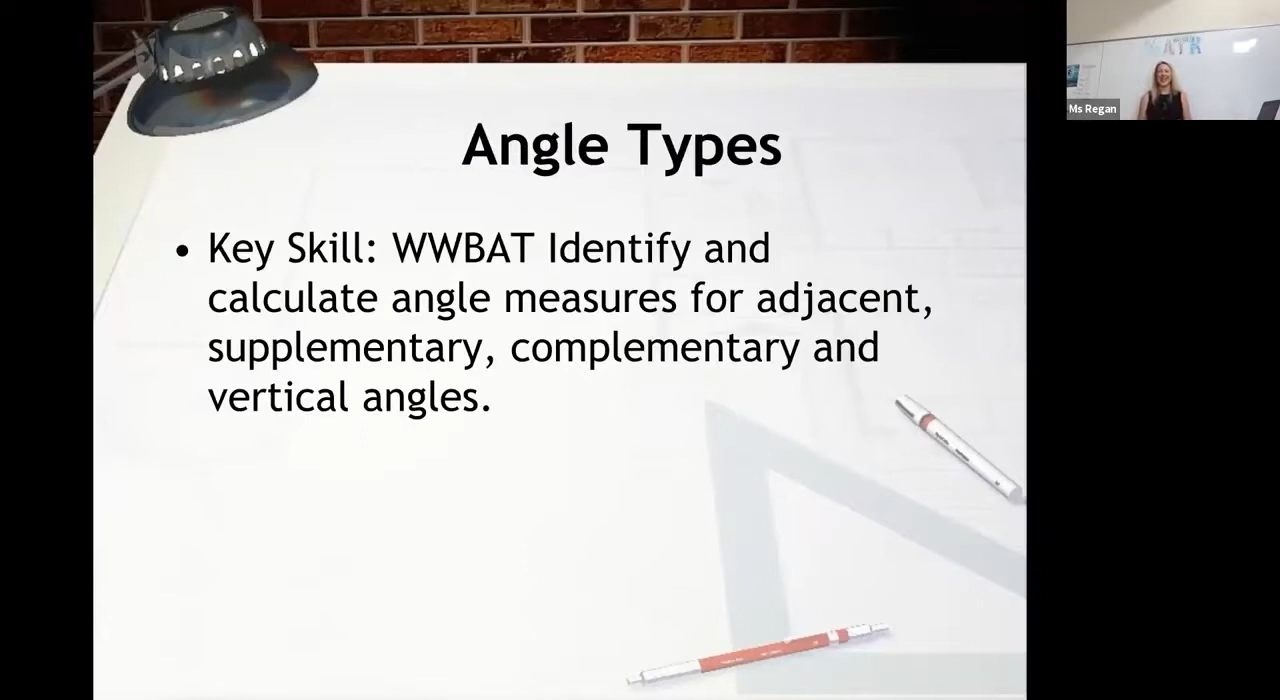 Angle Types
• Key Skill: WWBAT Identify and
calculate angle measures for adjacent,
supplementary, complementary and
vertical angles.
Ms Regan